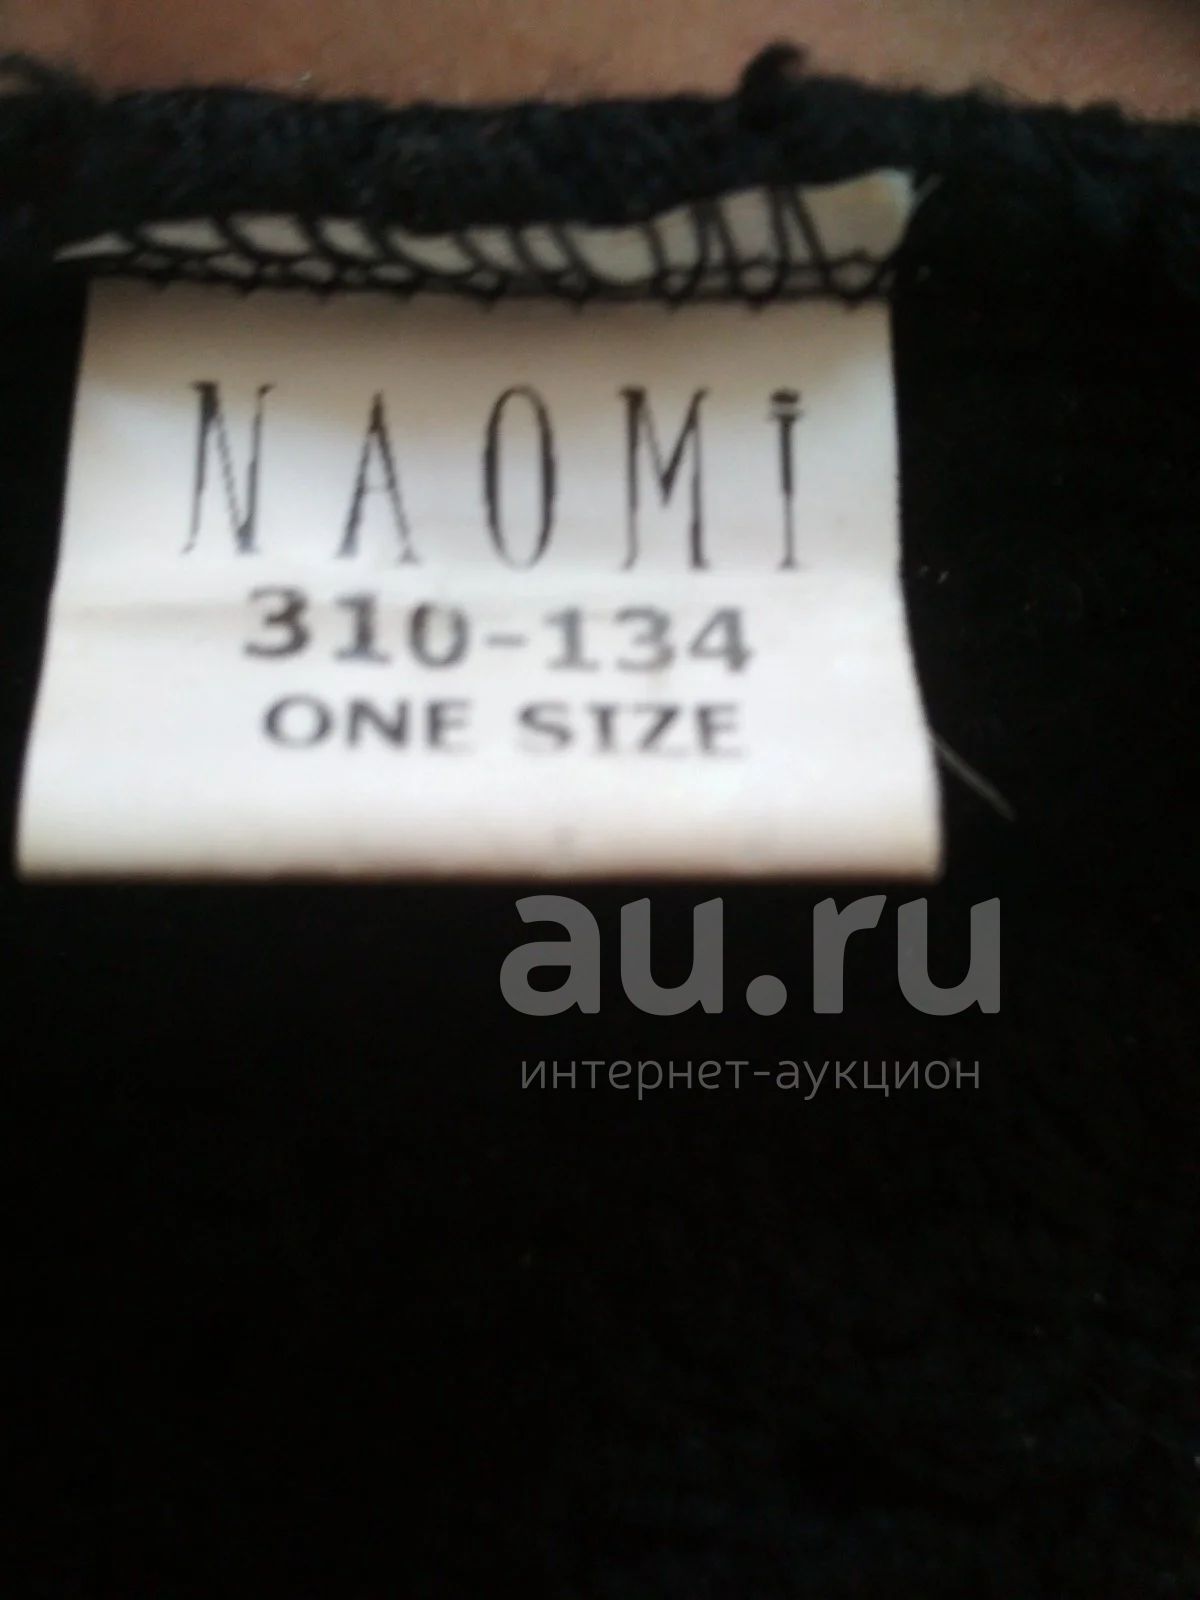 NAOMi
310-134
ONE SIZE
au.ru
интернет-аукцион